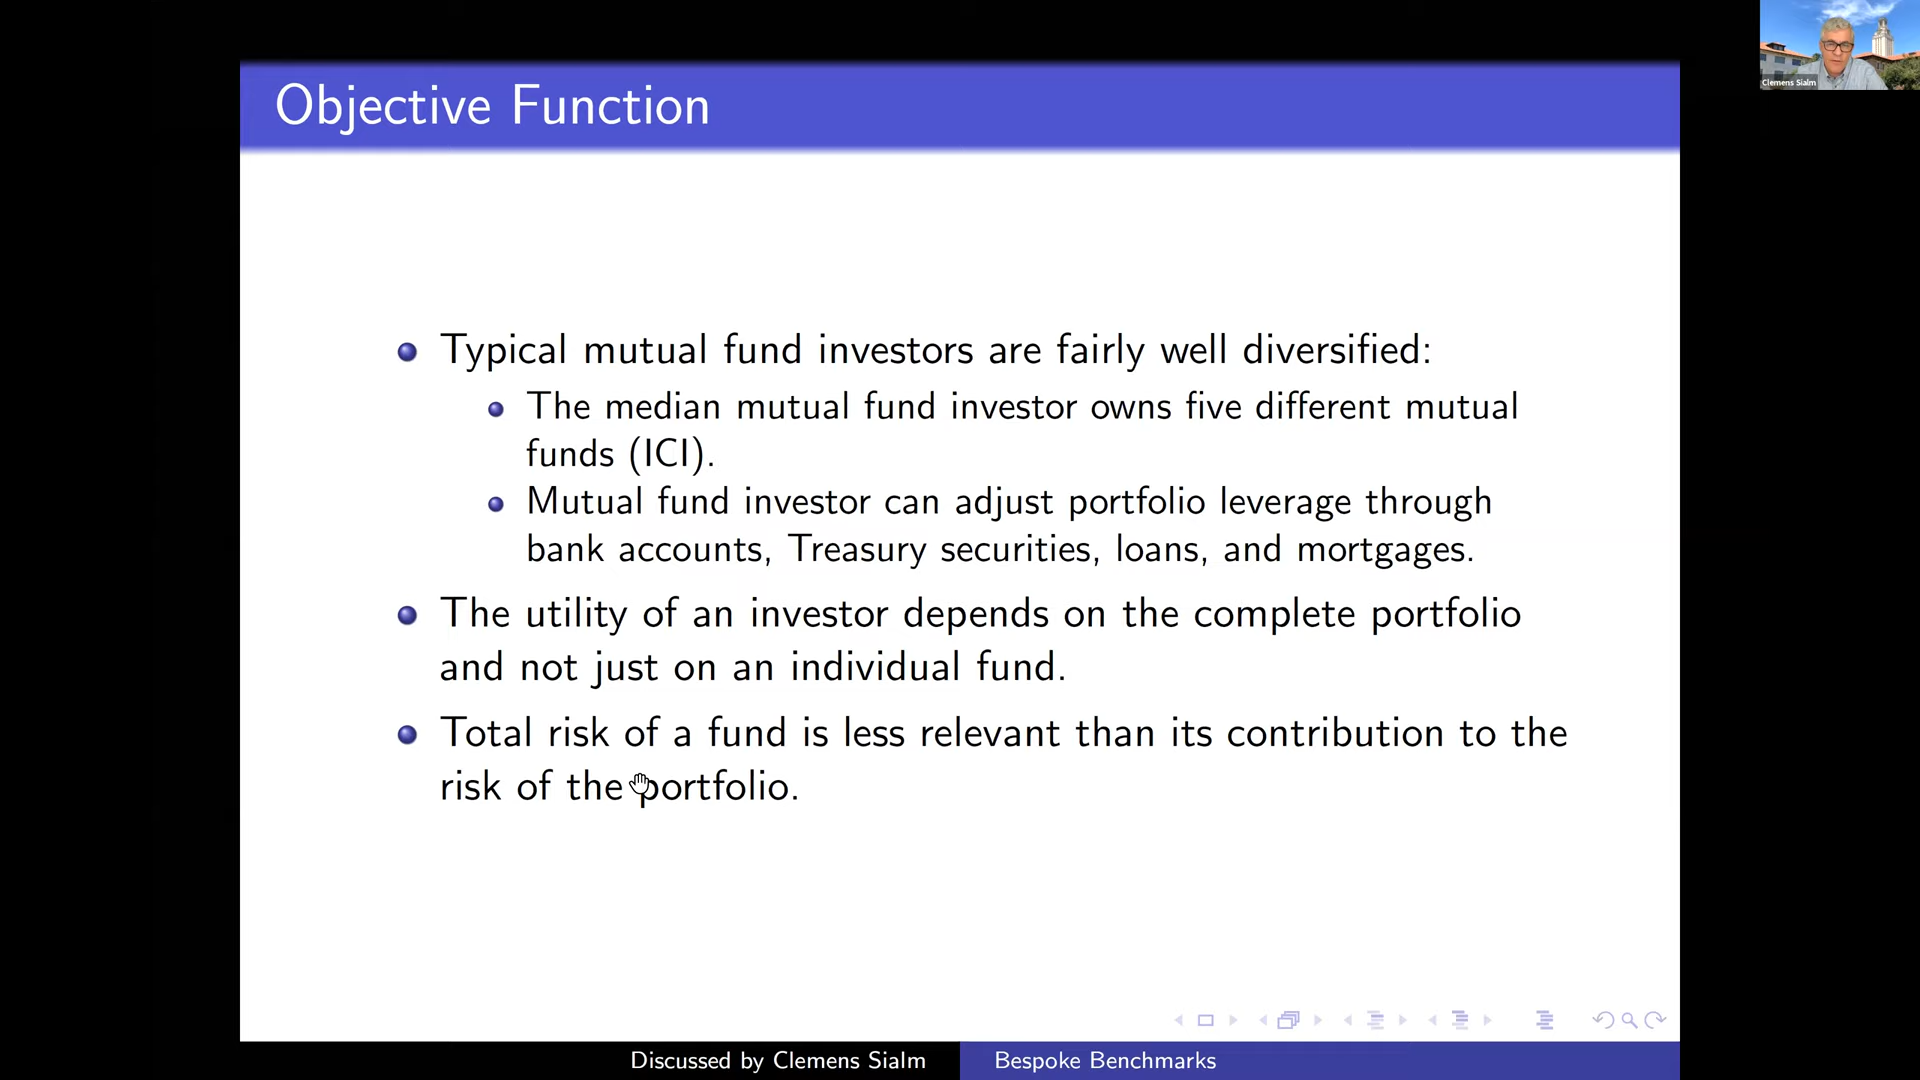 Clemens Sialm
Objective Function
Typical mutual fund investors are fairly well diversified:
The median mutual fund investor owns five different mutual
funds (ICI).
Mutual fund investor can adjust portfolio leverage through
bank accounts, Treasury securities, loans, and mortgages.
The utility of an investor depends on the complete portfolio
and not just on an individual fund.
Total risk of a fund is less relevant than its contribution to the
risk of the portfolio.
Discussed by Clemens Sialm
Bespoke Benchmarks